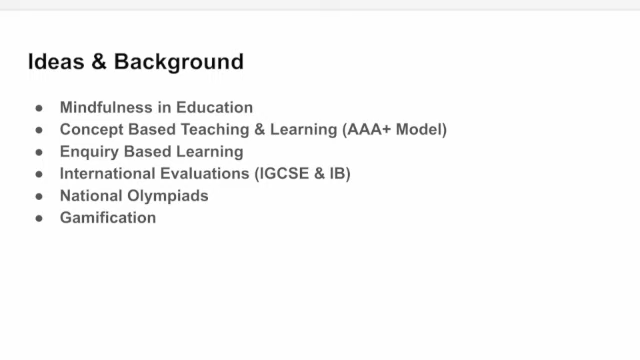 Ideas & Background
● Mindfulness in Education
● Concept Based Teaching & Learning (AAA+ Model)
● Enquiry Based Learning
● International Evaluations (IGCSE & IB)
● National Olympiads
● Gamification